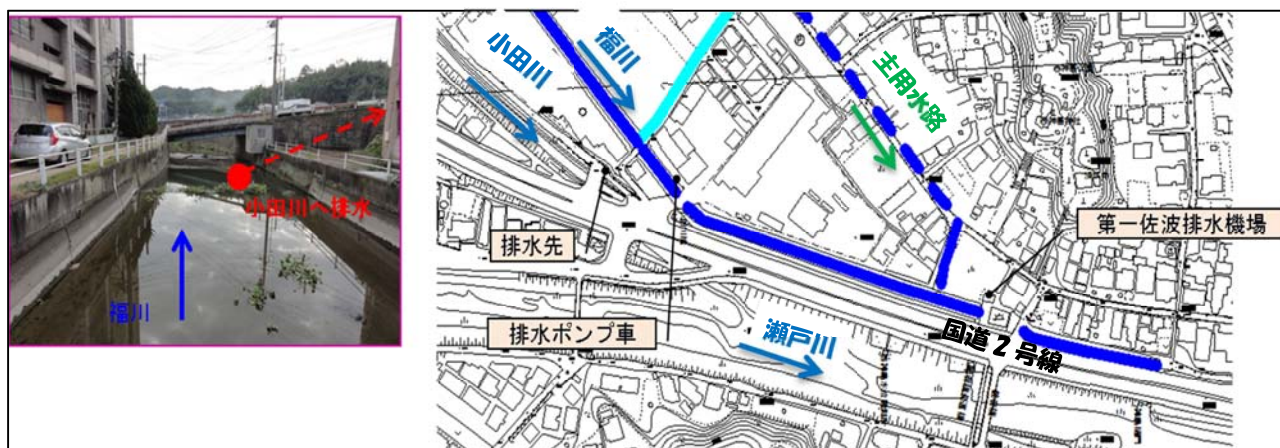 小田川へ排水
福川
小田川
福川
主用水路
排水先
第一佐波排水機場
排水ポンプ車
瀬戸川
国道2号線